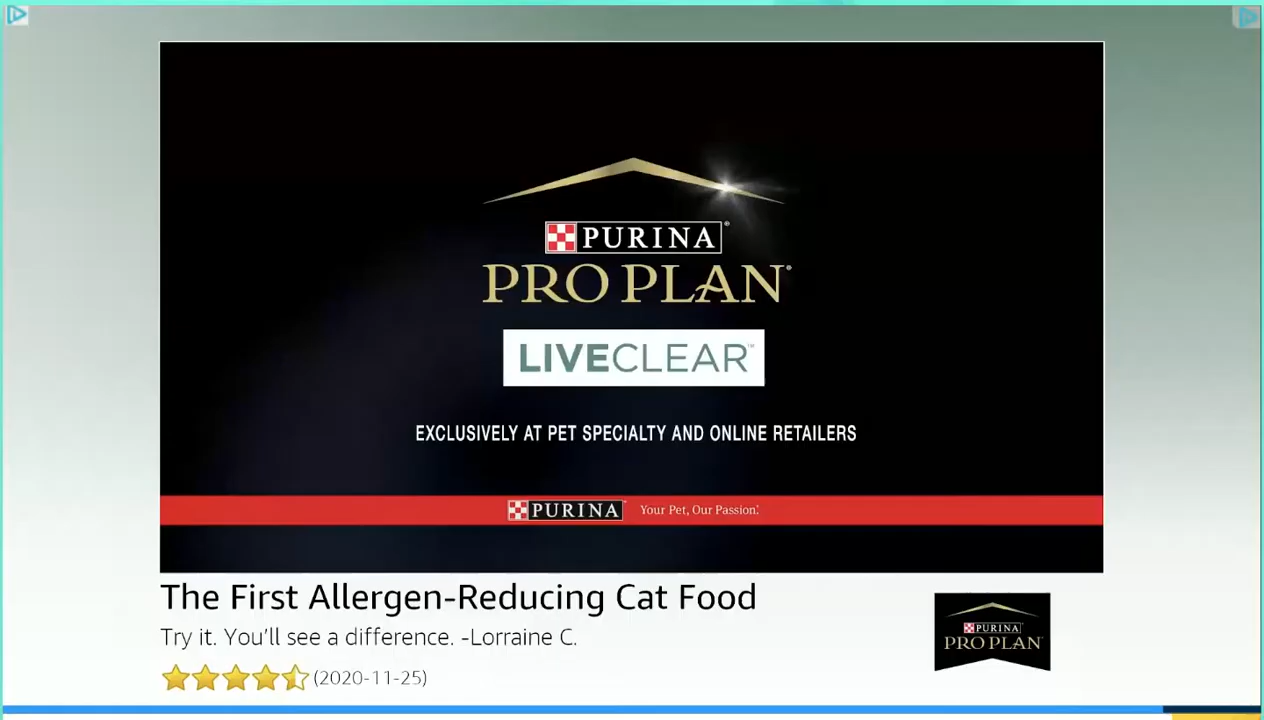 PURINA®
PRO PLAN®
LIVECLEAR™
EXCLUSIVELY AT PET SPECIALTY AND ONLINE RETAILERS
PURINA® Your Pet, Our Passion.®
The First Allergen-Reducing Cat Food
Try it. You'll see a difference. -Lorraine C.
(2020-11-25)
PURINA
PRO PLAN